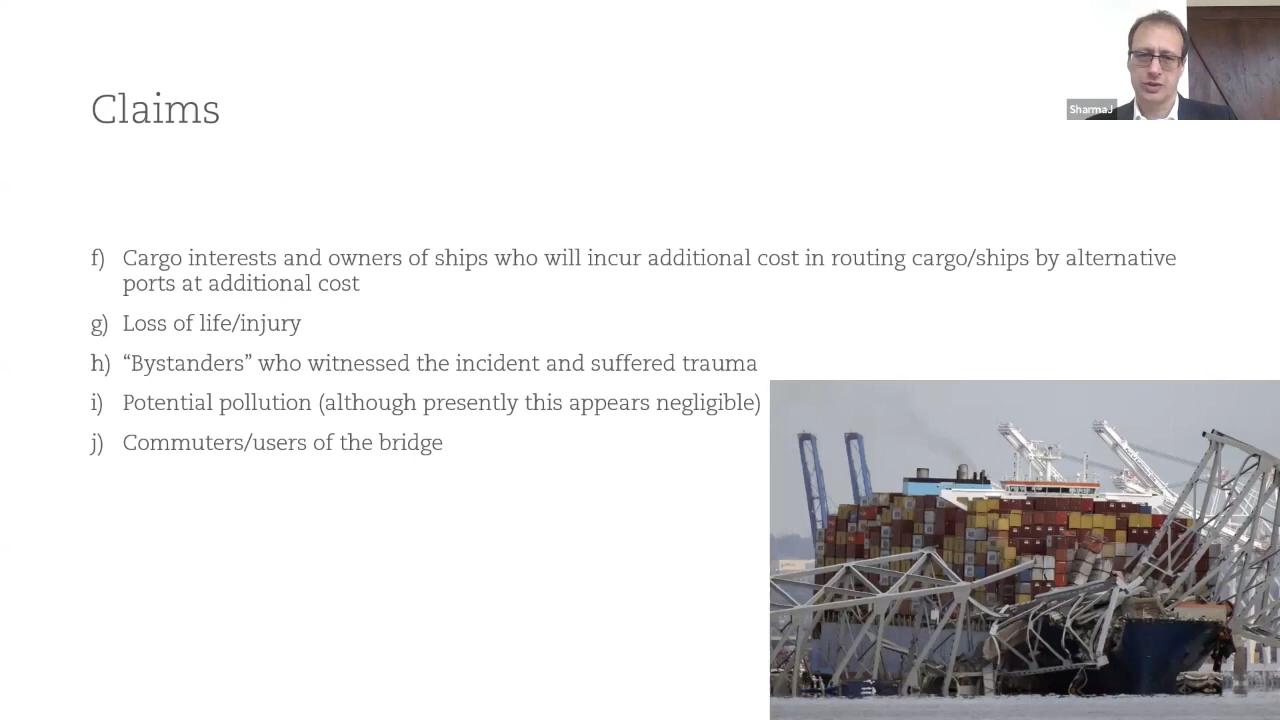 SharmaJ
Claims
f) Cargo interests and owners of ships who will incur additional cost in routing cargo/ships by alternative
ports at additional cost
g) Loss of life/injury
h) “Bystanders” who witnessed the incident and suffered trauma
i) Potential pollution (although presently this appears negligible)
j) Commuters/users of the bridge